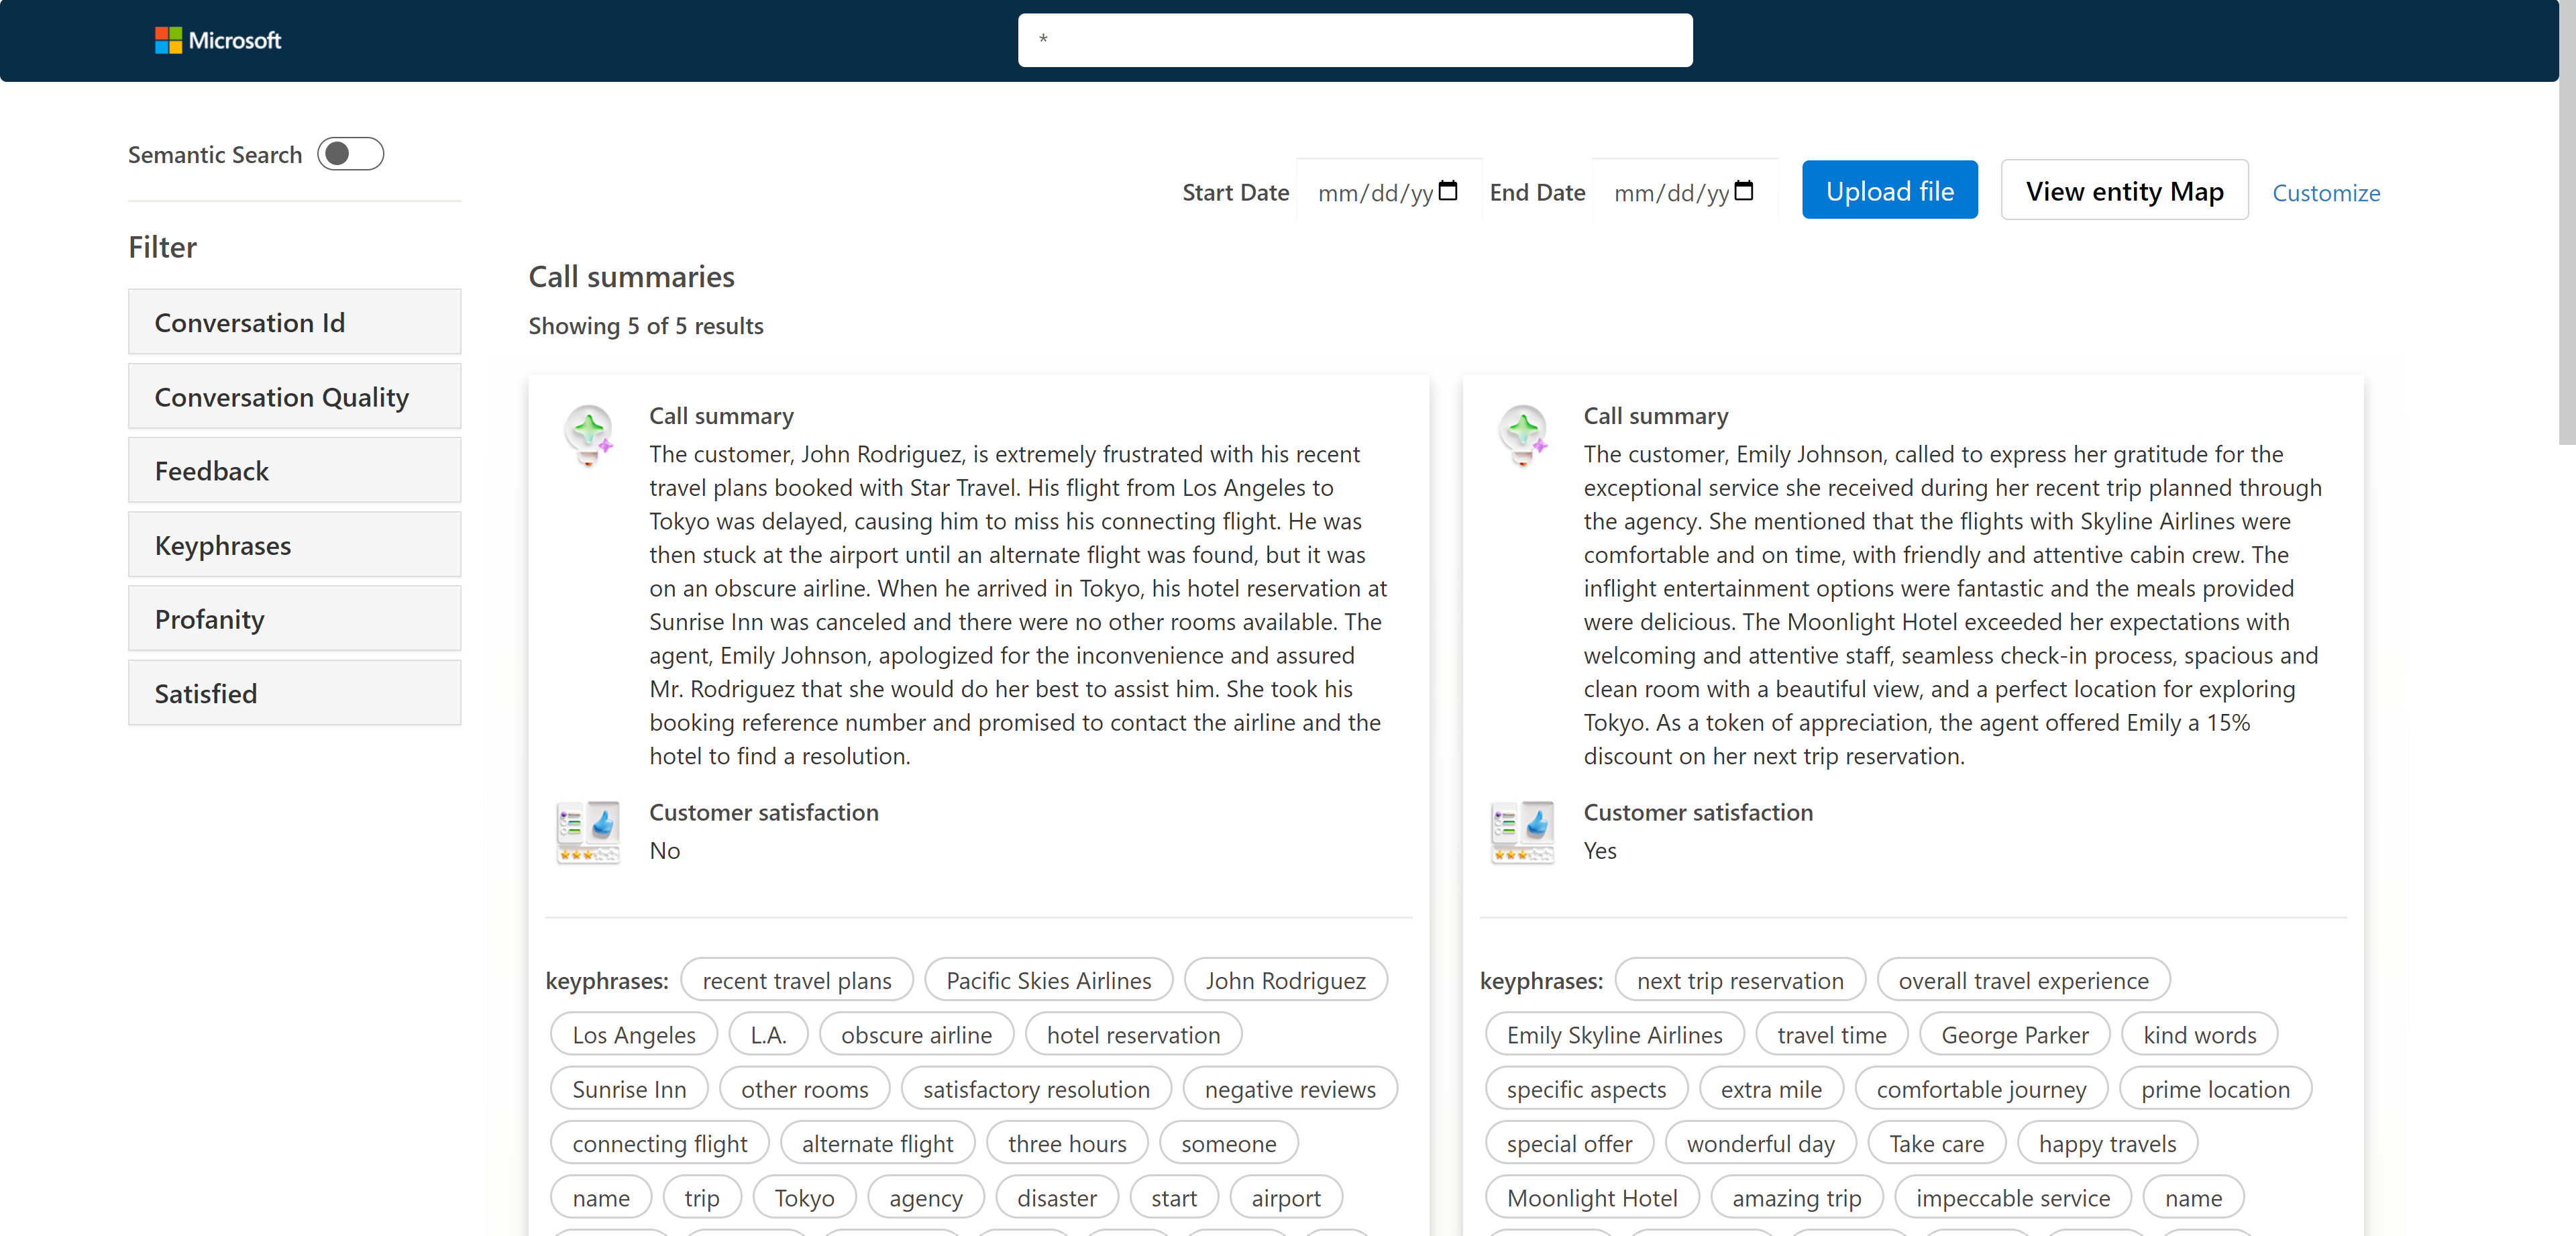 Microsoft
*
Semantic Search
Start Date mm/dd/yy End Date mm/dd/yy Upload file View entity Map Customize
Filter
Conversation Id
Conversation Quality
Feedback
Keyphrases
Profanity
Satisfied
Call summaries
Showing 5 of 5 results
Call summary
The customer, John Rodriguez, is extremely frustrated with his recent
travel plans booked with Star Travel. His flight from Los Angeles to
Tokyo was delayed, causing him to miss his connecting flight. He was
then stuck at the airport until an alternate flight was found, but it was
on an obscure airline. When he arrived in Tokyo, his hotel reservation at
Sunrise Inn was canceled and there were no other rooms available. The
agent, Emily Johnson, apologized for the inconvenience and assured
Mr. Rodriguez that she would do her best to assist him. She took his
booking reference number and promised to contact the airline and the
hotel to find a resolution.
Customer satisfaction
No
keyphrases: recent travel plans Pacific Skies Airlines John Rodriguez
Los Angeles L.A. obscure airline hotel reservation
Sunrise Inn other rooms satisfactory resolution negative reviews
connecting flight alternate flight three hours someone
name trip Tokyo agency disaster start airport
Call summary
The customer, Emily Johnson, called to express her gratitude for the
exceptional service she received during her recent trip planned through
the agency. She mentioned that the flights with Skyline Airlines were
comfortable and on time, with friendly and attentive cabin crew. The
inflight entertainment options were fantastic and the meals provided
were delicious. The Moonlight Hotel exceeded her expectations with
welcoming and attentive staff, seamless check-in process, spacious and
clean room with a beautiful view, and a perfect location for exploring
Tokyo. As a token of appreciation, the agent offered Emily a 15%
discount on her next trip reservation.
Customer satisfaction
Yes
keyphrases: next trip reservation overall travel experience
Emily Skyline Airlines travel time George Parker kind words
specific aspects extra mile comfortable journey prime location
special offer wonderful day Take care happy travels
Moonlight Hotel amazing trip impeccable service name